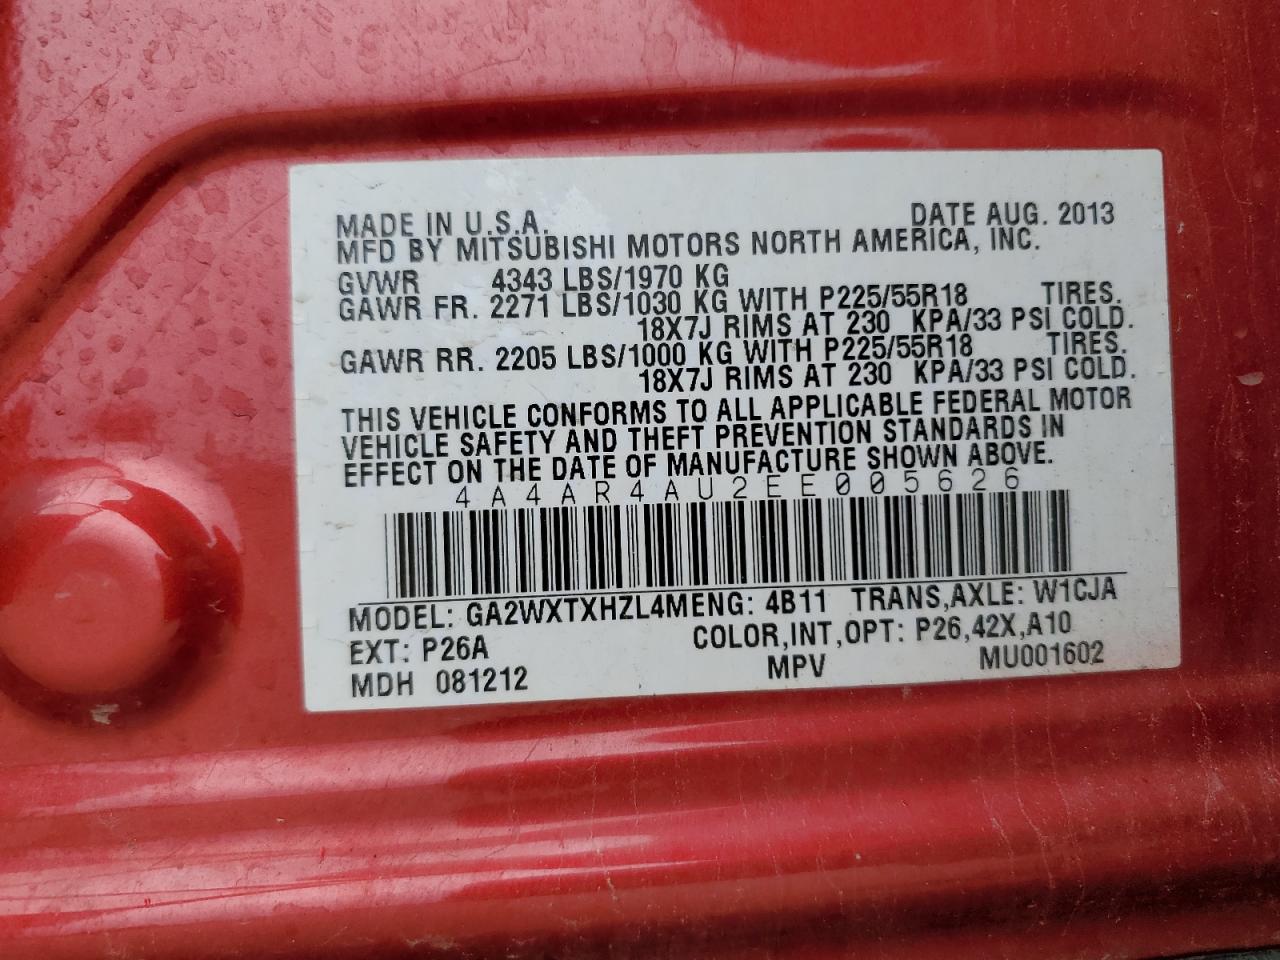 MADE IN U.S.A. DATE AUG. 2013
MFD BY MITSUBISHI MOTORS NORTH AMERICA, INC.
GVWR 4343 LBS/1970 KG
GAWR FR. 2271 LBS/1030 KG WITH P225/55R18 TIRES.
18X7J RIMS AT 230 KPA/33 PSI COLD.
GAWR RR. 2205 LBS/1000 KG WITH P225/55R18 TIRES.
18X7J RIMS AT 230 KPA/33 PSI COLD.
THIS VEHICLE CONFORMS TO ALL APPLICABLE FEDERAL MOTOR
VEHICLE SAFETY AND THEFT PREVENTION STANDARDS IN
EFFECT ON THE DATE OF MANUFACTURE SHOWN ABOVE.
4A4AR4AU2EE005626
MODEL: GA2WXTXHZL4MENG: 4B11 TRANS,AXLE: W1CJA
EXT: P26A COLOR,INT,OPT: P26,42X,A10
MDH 081212 MPV MU001602